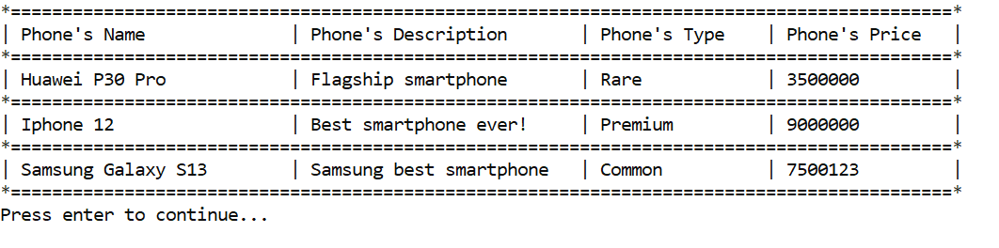 *===========================================================================================*
| Phone's Name              | Phone's Description       | Phone's Type    | Phone's Price   |
*===========================================================================================*
| Huawei P30 Pro            | Flagship smartphone       | Rare            | 3500000         |
*===========================================================================================*
| Iphone 12                 | Best smartphone ever!     | Premium         | 9000000         |
*===========================================================================================*
| Samsung Galaxy S13        | Samsung best smartphone   | Common          | 7500123         |
*===========================================================================================*
Press enter to continue...